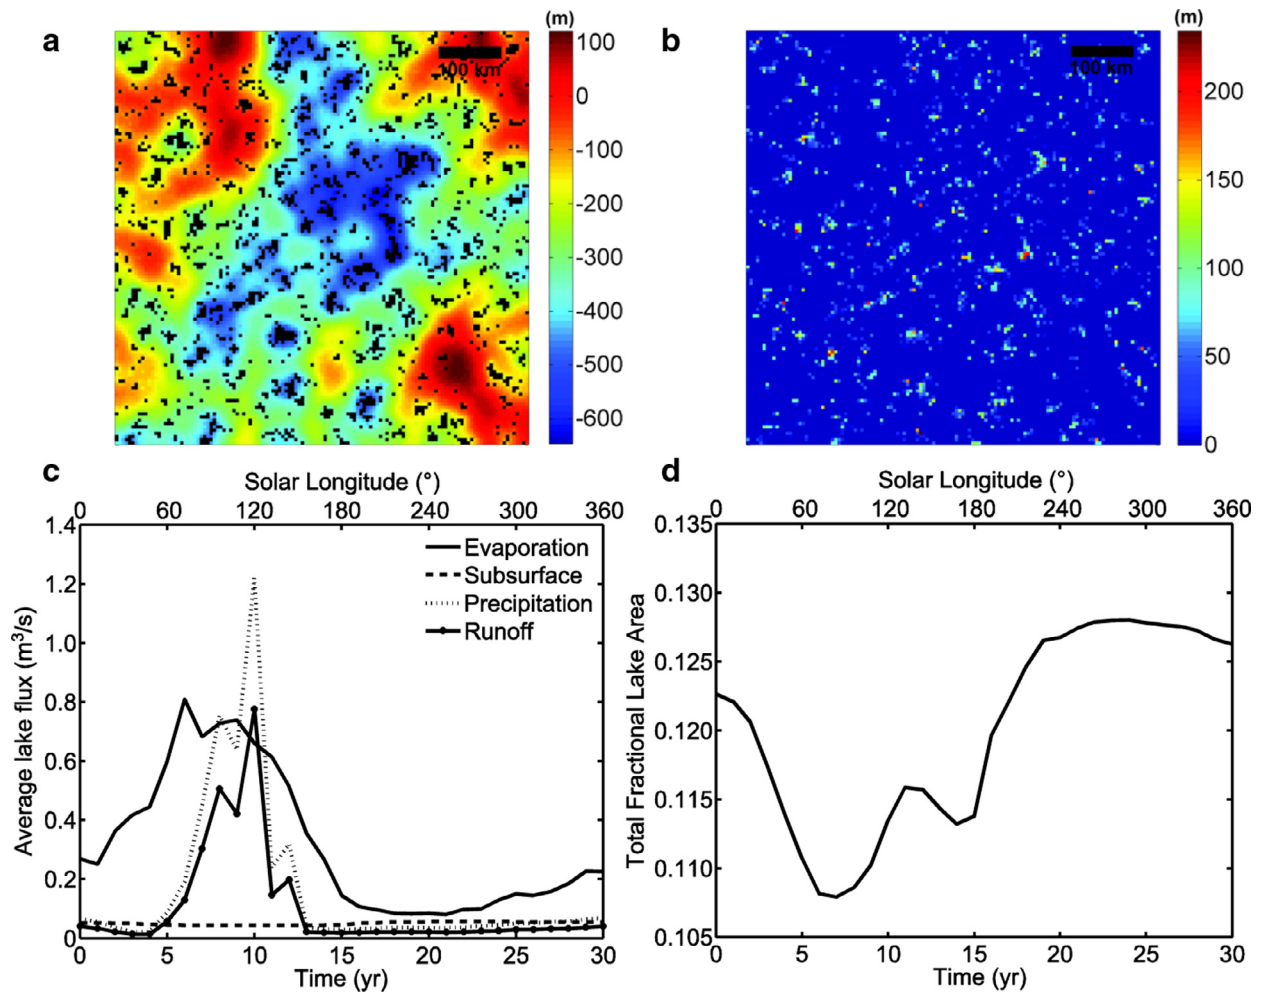 a
(m)
100 km
100
0
-100
-200
-300
-400
-500
-600
b
(m)
100 km
200
150
100
50
0
c
Solar Longitude (°)
0 60 120 180 240 300 360
1.4
1.2
1.0
0.8
0.6
0.4
0.2
0
Average lake flux (m³/s)
Evaporation
Subsurface
Precipitation
Runoff
0 5 10 15 20 25 30
Time (yr)
d
Solar Longitude (°)
0 60 120 180 240 300 360
0.135
0.130
0.125
0.120
0.115
0.110
0.105
Total Fractional Lake Area
0 5 10 15 20 25 30
Time (yr)